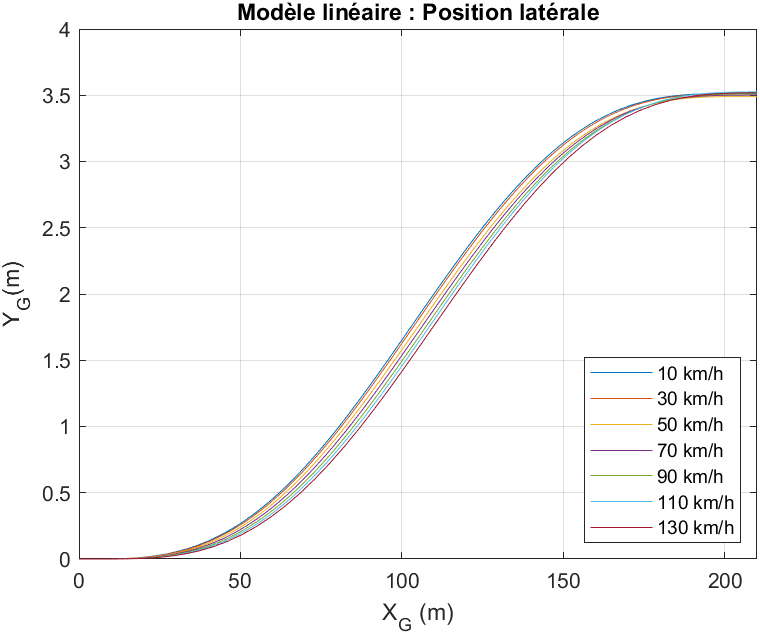 Modèle linéaire : Position latérale
4
3.5
3
2.5
2
1.5
1
0.5
0
Y_G(m)
10 km/h
30 km/h
50 km/h
70 km/h
90 km/h
110 km/h
130 km/h
0 50 100 150 200
X_G (m)